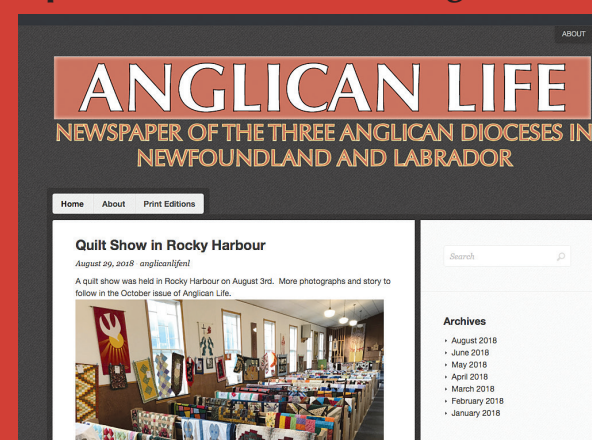 ABOUT
ANGLICAN LIFE
NEWSPAPER OF THE THREE ANGLICAN DIOCESES IN
NEWFOUNDLAND AND LABRADOR
Home About Print Editions
Quilt Show in Rocky Harbour
August 29, 2018 · anglicanlifenl
A quilt show was held in Rocky Harbour on August 3rd. More photographs and story to
follow in the October issue of Anglican Life.
Search
Archives
August 2018
June 2018
May 2018
April 2018
March 2018
February 2018
January 2018